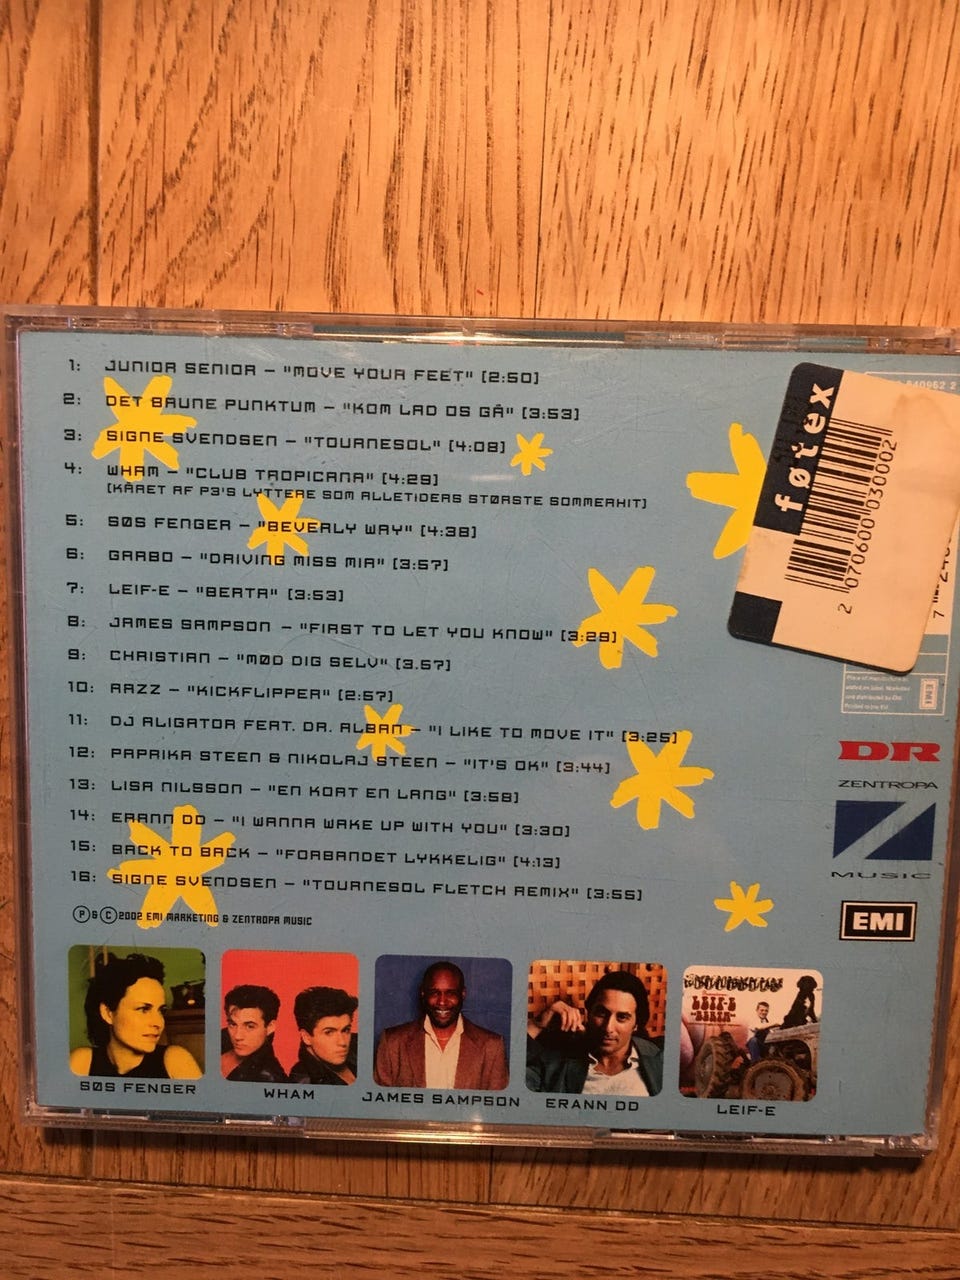 1: JUNIOR SENIOR – "MOVE YOUR FEET" [2:50]
2: DET BRUNE PUNKTUM – "KOM LAD OS GÅ" [3:53]
3: SIGNE SVENDSEN – "TOURNESOL" [4:08]
4: WHAM – "CLUB TROPICANA" [4:29]
[KÅRET AF P3'S LYTTERE SOM ALLETIDERS STØRSTE SOMMERHIT]
5: SØS FENGER – "BEVERLY WAY" [4:38]
6: GARBO – "DRIVING MISS MIA" [3:57]
7: LEIF-E – "BERTA" [3:53]
8: JAMES SAMPSON – "FIRST TO LET YOU KNOW" [3:29]
9: CHRISTIAN – "MØD DIG SELV" [3.57]
10: RAZZ – "KICKFLIPPER" [2:57]
11: DJ ALIGATOR FEAT. DR. ALBAN – "I LIKE TO MOVE IT" [3:25]
12: PAPRIKA STEEN & NIKOLAJ STEEN – "IT'S OK" [3:44]
13: LISA NILSSON – "EN KORT EN LANG" [3:58]
14: ERANN DD – "I WANNA WAKE UP WITH YOU" [3:30]
15: BACK TO BACK – "FORBANDET LYKKELIG" [4:13]
16: SIGNE SVENDSEN – "TOURNESOL FLETCH REMIX" [3:55]
Ⓟ & Ⓒ 2002 EMI MARKETING & ZENTROPA MUSIC
SØS FENGER
WHAM
JAMES SAMPSON
ERANN DD
LEIF-E
LEIF-E
"BERTA"
føtex
2 070600 030002
640962 2
EMI
DR
ZENTROPA
MUSIC
EMI